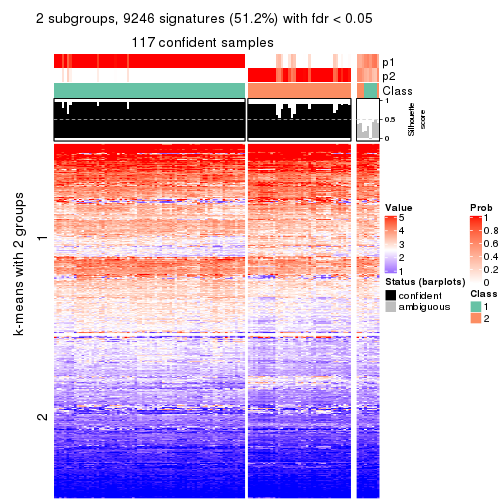 2 subgroups, 9246 signatures (51.2%) with fdr < 0.05
117 confident samples
p1
p2
Class
1
0.5
0
Silhouette
score
k-means with 2 groups
1
2
Value
5
4
3
2
1
Status (barplots)
confident
ambiguous
Prob
1
0.8
0.6
0.4
0.2
0
Class
1
2